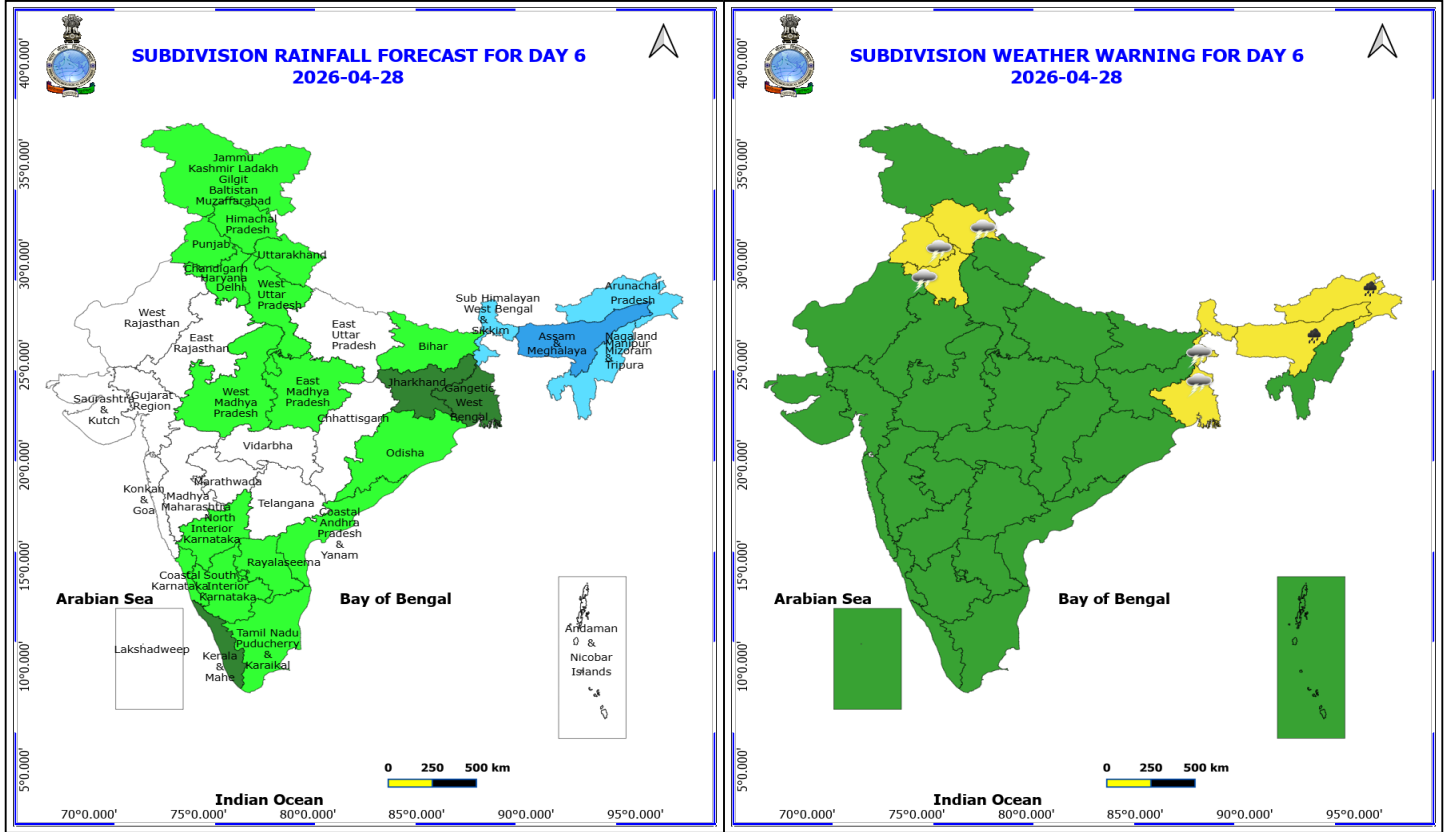 SUBDIVISION RAINFALL FORECAST FOR DAY 6
2026-04-28
40°0.000'
35°0.000'
30°0.000'
25°0.000'
20°0.000'
15°0.000'
10°0.000'
5°0.000'
Jammu
Kashmir Ladakh
Gilgit
Baltistan
Muzaffarabad
Himachal
Pradesh
Punjab
Uttarakhand
Chandigarh
Haryana
Delhi
West
Uttar
Pradesh
West
Rajasthan
East
Rajasthan
East
Uttar
Pradesh
Bihar
Sub Himalayan
West Bengal
&
Sikkim
Arunachal
Pradesh
Assam
&
Meghalaya
Nagaland
Manipur
Mizoram
&
Tripura
Jharkhand
Gangetic
West
Bengal
Saurashtra
&
Kutch
Gujarat
Region
West
Madhya
Pradesh
East
Madhya
Pradesh
Chhattisgarh
Vidarbha
Odisha
Konkan
&
Goa
Madhya
Maharashtra
Marathwada
Telangana
North
Interior
Karnataka
Coastal
Andhra
Pradesh
&
Yanam
Rayalaseema
Coastal
Karnataka
South
Interior
Karnataka
Tamil Nadu
Puducherry
&
Karaikal
Kerala
&
Mahe
Lakshadweep
Andaman
&
Nicobar
Islands
Arabian Sea
Bay of Bengal
Indian Ocean
0 250 500 km
70°0.000' 75°0.000' 80°0.000' 85°0.000' 90°0.000' 95°0.000'
SUBDIVISION WEATHER WARNING FOR DAY 6
2026-04-28
40°0.000'
35°0.000'
30°0.000'
25°0.000'
20°0.000'
15°0.000'
10°0.000'
5°0.000'
Arabian Sea
Bay of Bengal
Indian Ocean
0 250 500 km
70°0.000' 75°0.000' 80°0.000' 85°0.000' 90°0.000' 95°0.000'